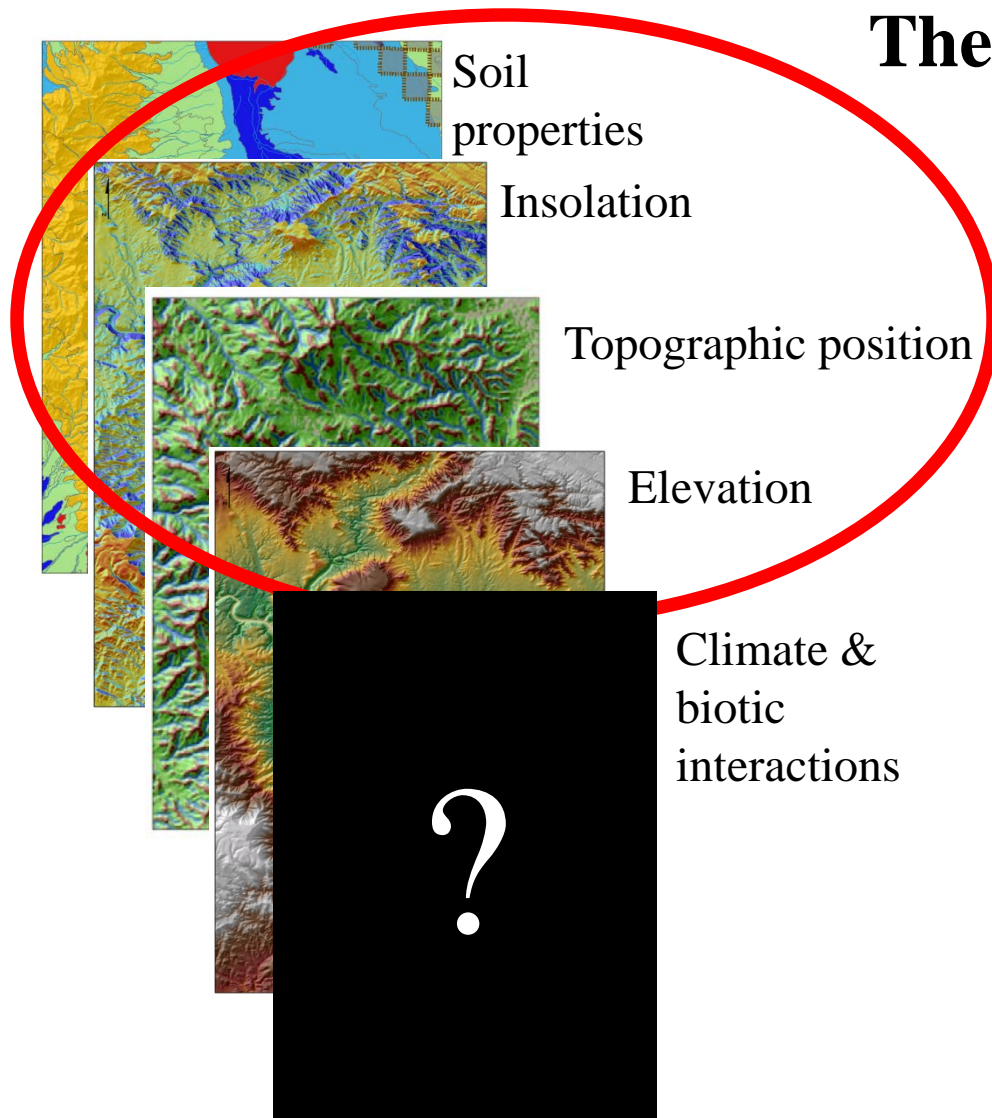 The
Soil
properties
Insolation
Topographic position
Elevation
Climate &
biotic
interactions
?